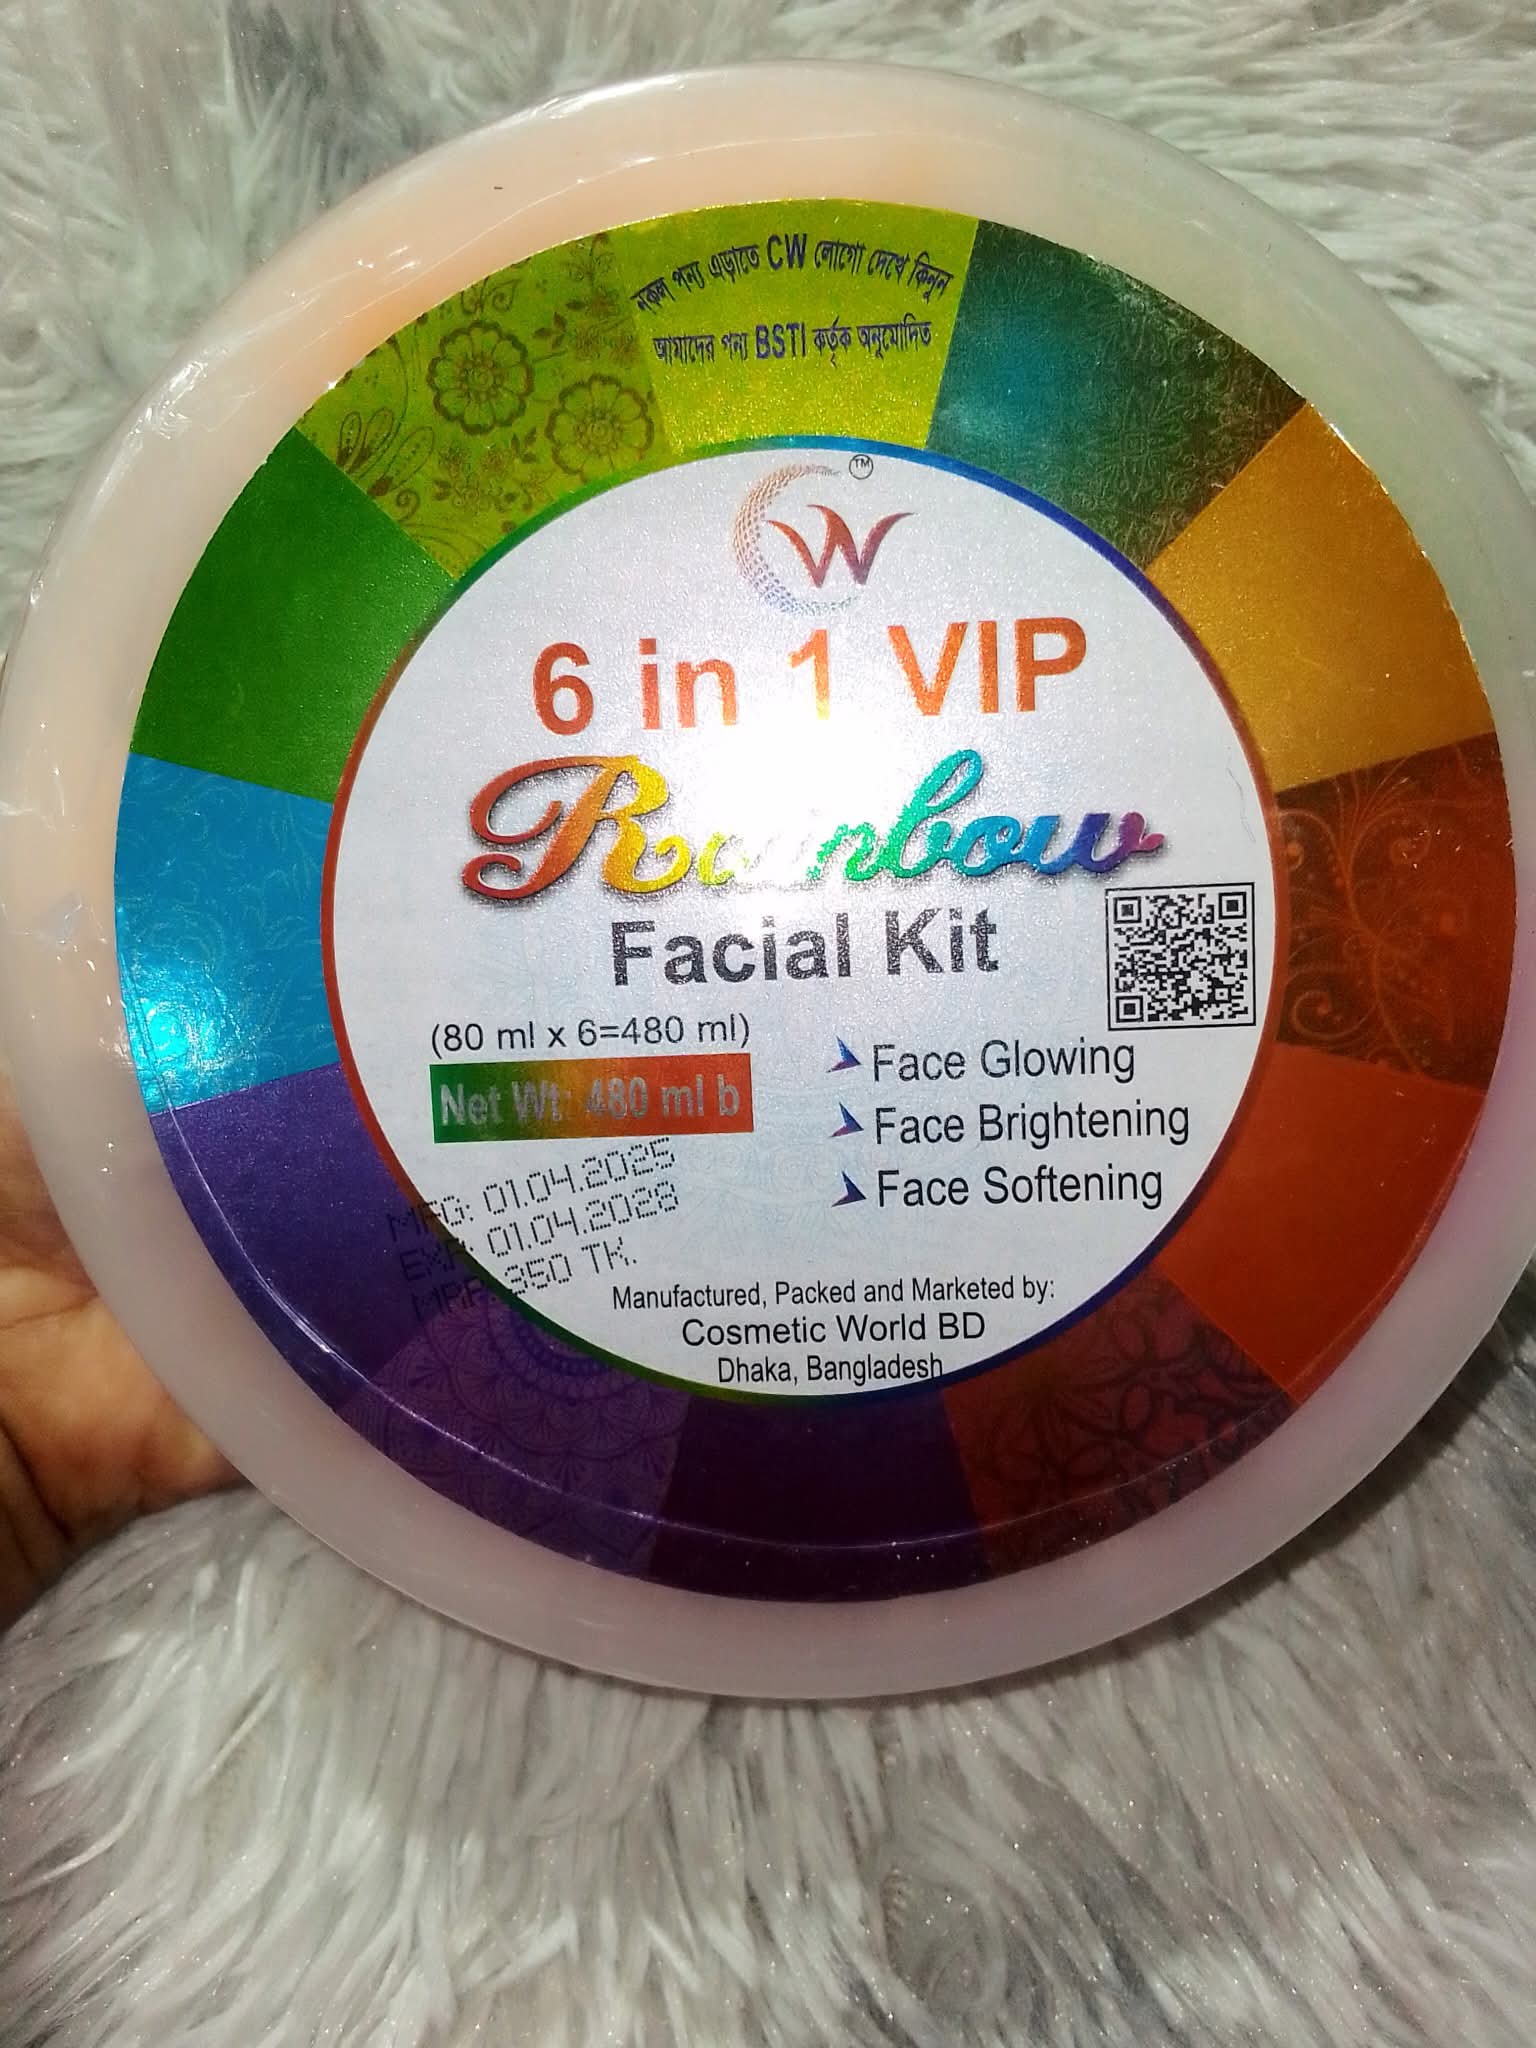 নকল পন্য এড়াতে CW লোগো দেখে কিনুন
আমাদের পন্য BSTI কর্তৃক অনুমোদিত
CW
TM
6 in 1 VIP
Rainbow
Facial Kit
(80 ml x 6=480 ml)
Net Wt: 480 ml b
MFG: 01.04.2025
EXP: 01.04.2028
MRP: 350 TK.
Face Glowing
Face Brightening
Face Softening
Manufactured, Packed and Marketed by:
Cosmetic World BD
Dhaka, Bangladesh